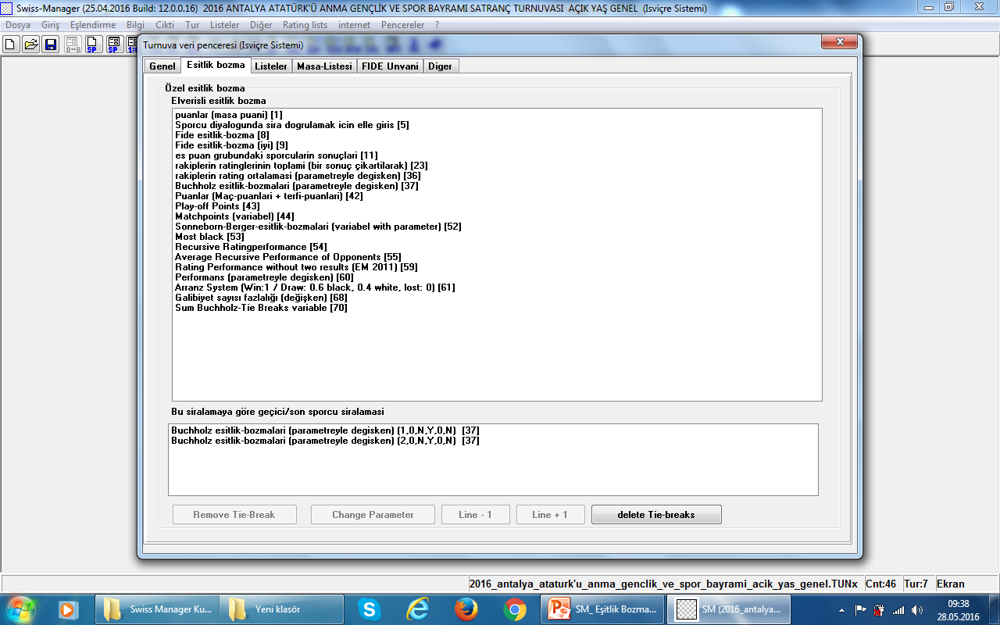 Swiss-Manager (25.04.2016 Build: 12.0.0.16)  2016 ANTALYA ATATÜRK'Ü ANMA GENÇLİK VE SPOR BAYRAMI SATRANÇ TURNUVASI  AÇIK YAŞ GENEL  (Isviçre Sistemi)
Dosya Giriş Eşlendirme Bilgi Cikti Tur Listeler Diğer Rating lists internet Pencereler ?
A↔B SP SP
Turnuva veri penceresi (Isviçre Sistemi)
Genel Esitlik bozma Listeler Masa-Listesi FIDE Unvani Diger
Özel esitlik bozma
Elverisli esitlik bozma
puanlar (masa puani) [1]
Sporcu diyalogunda sira dogrulamak icin elle giris [5]
Fide esitlik-bozma [8]
Fide esitlik-bozma (iyi) [9]
es puan grubundaki sporcularin sonuçlari [11]
rakiplerin ratinglerinin toplami (bir sonuç çikartilarak) [23]
rakiplerin rating ortalamasi (parametreyle degisken) [36]
Buchholz esitlik-bozmalari (parametreyle degisken) [37]
Puanlar (Maç-puanlari + terfi-puanlari) [42]
Play-off Points [43]
Matchpoints (variabel) [44]
Sonneborn-Berger-esitlik-bozmalari (variabel with parameter) [52]
Most black [53]
Recursive Ratingperformance [54]
Average Recursive Performance of Opponents [55]
Rating Performance without two results (EM 2011) [59]
Performans (parametreyle degisken) [60]
Arranz System (Win:1 / Draw: 0.6 black, 0.4 white, lost: 0) [61]
Galibiyet sayısı fazlalığı (değişken) [68]
Sum Buchholz-Tie Breaks variable [70]
Bu siralamaya göre geçici/son sporcu siralamasi
Buchholz esitlik-bozmalari (parametreyle degisken) (1,0,N,Y,0,N)  [37]
Buchholz esitlik-bozmalari (parametreyle degisken) (2,0,N,Y,0,N)  [37]
Remove Tie-Break Change Parameter Line - 1 Line + 1 delete Tie-breaks
2016_antalya_ataturk'u_anma_genclik_ve_spor_bayrami_acik_yas_genel.TUNx Cnt:46 Tur:7 Ekran
Swiss Manager Ku... Yeni klasör SM_ Eşitlik Bozma... SM (2016_antalya...
09:38
28.05.2016